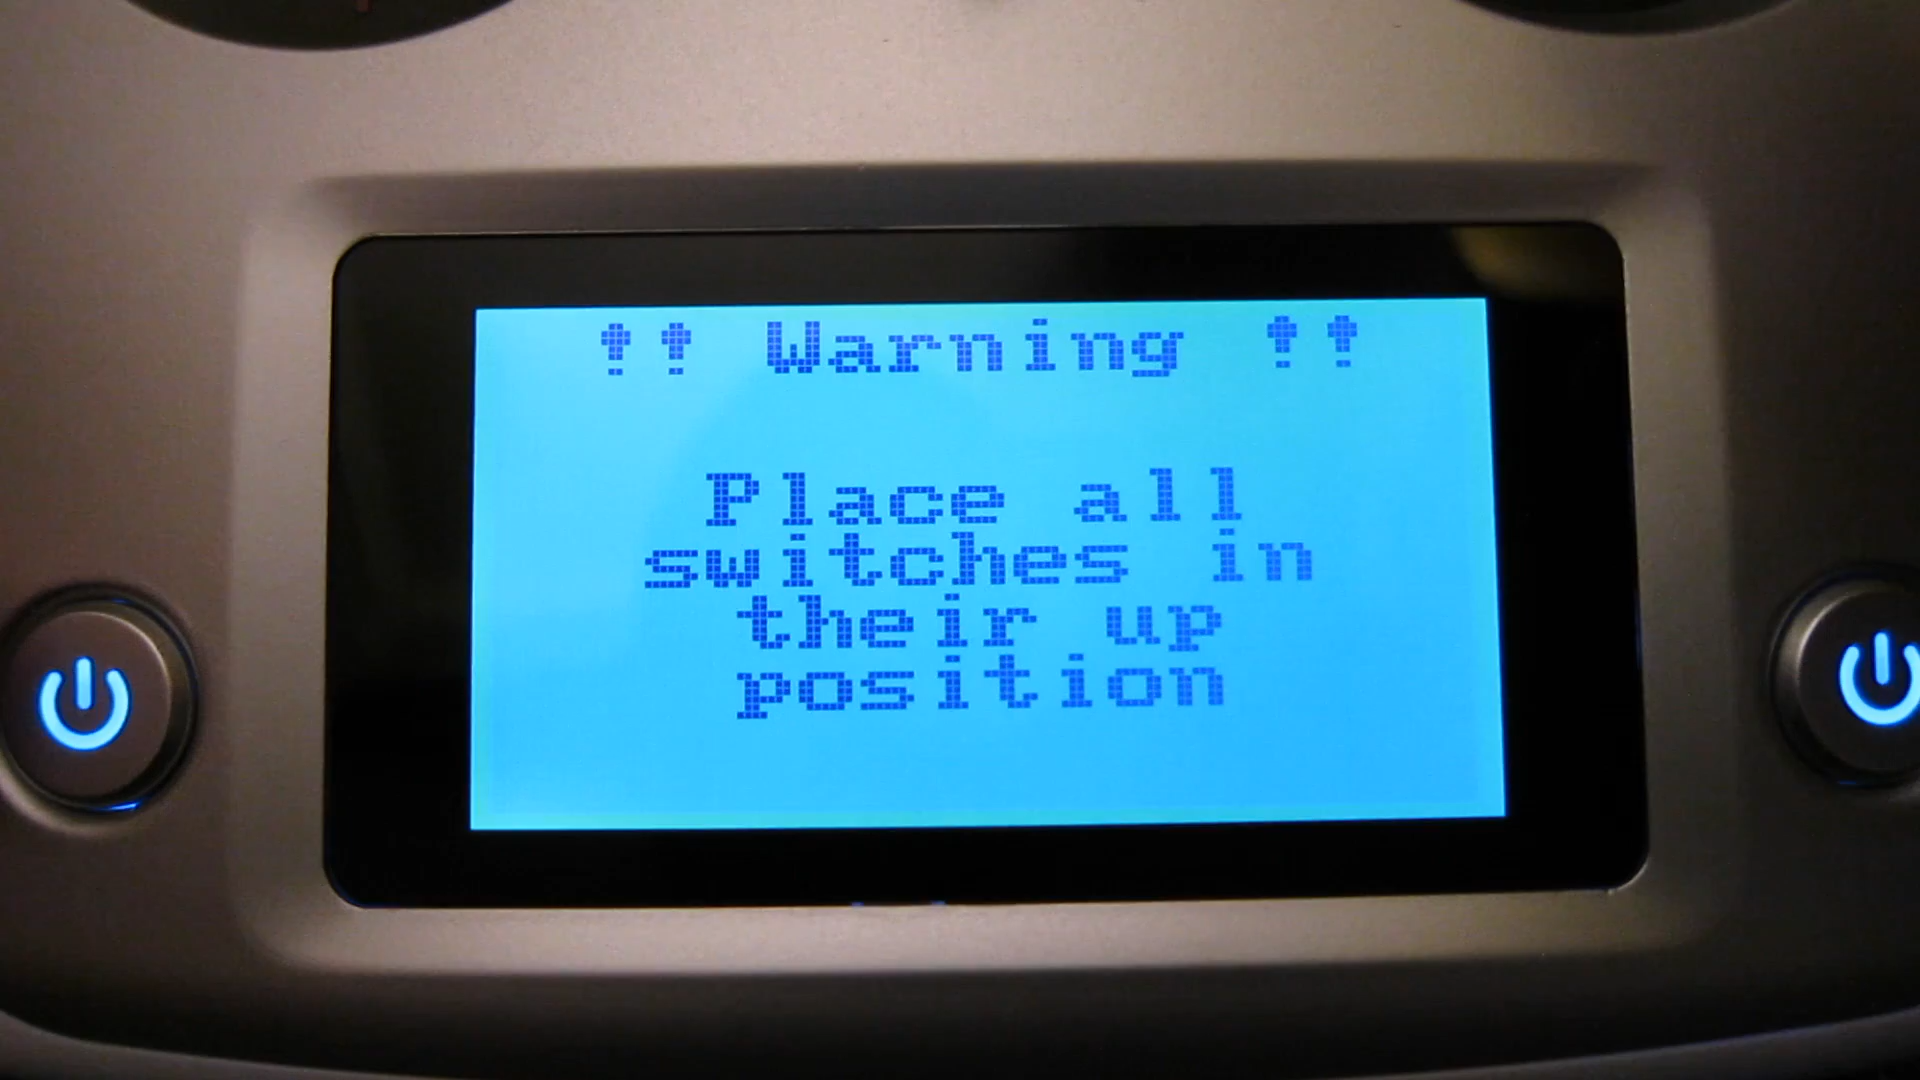 !! Warning !!
Place all
switches in
their up
position